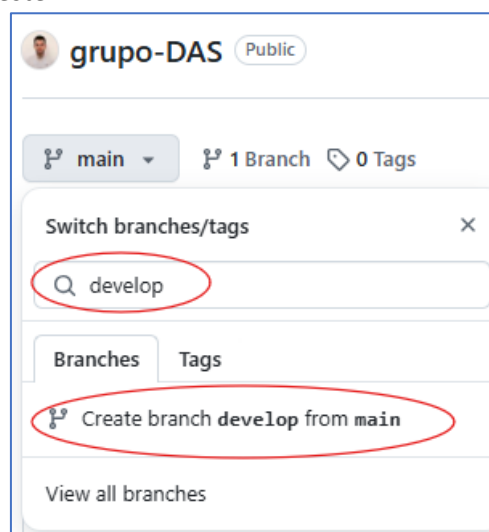 grupo-DAS Public
main 1 Branch 0 Tags
Switch branches/tags
develop
Branches Tags
Create branch develop from main
View all branches